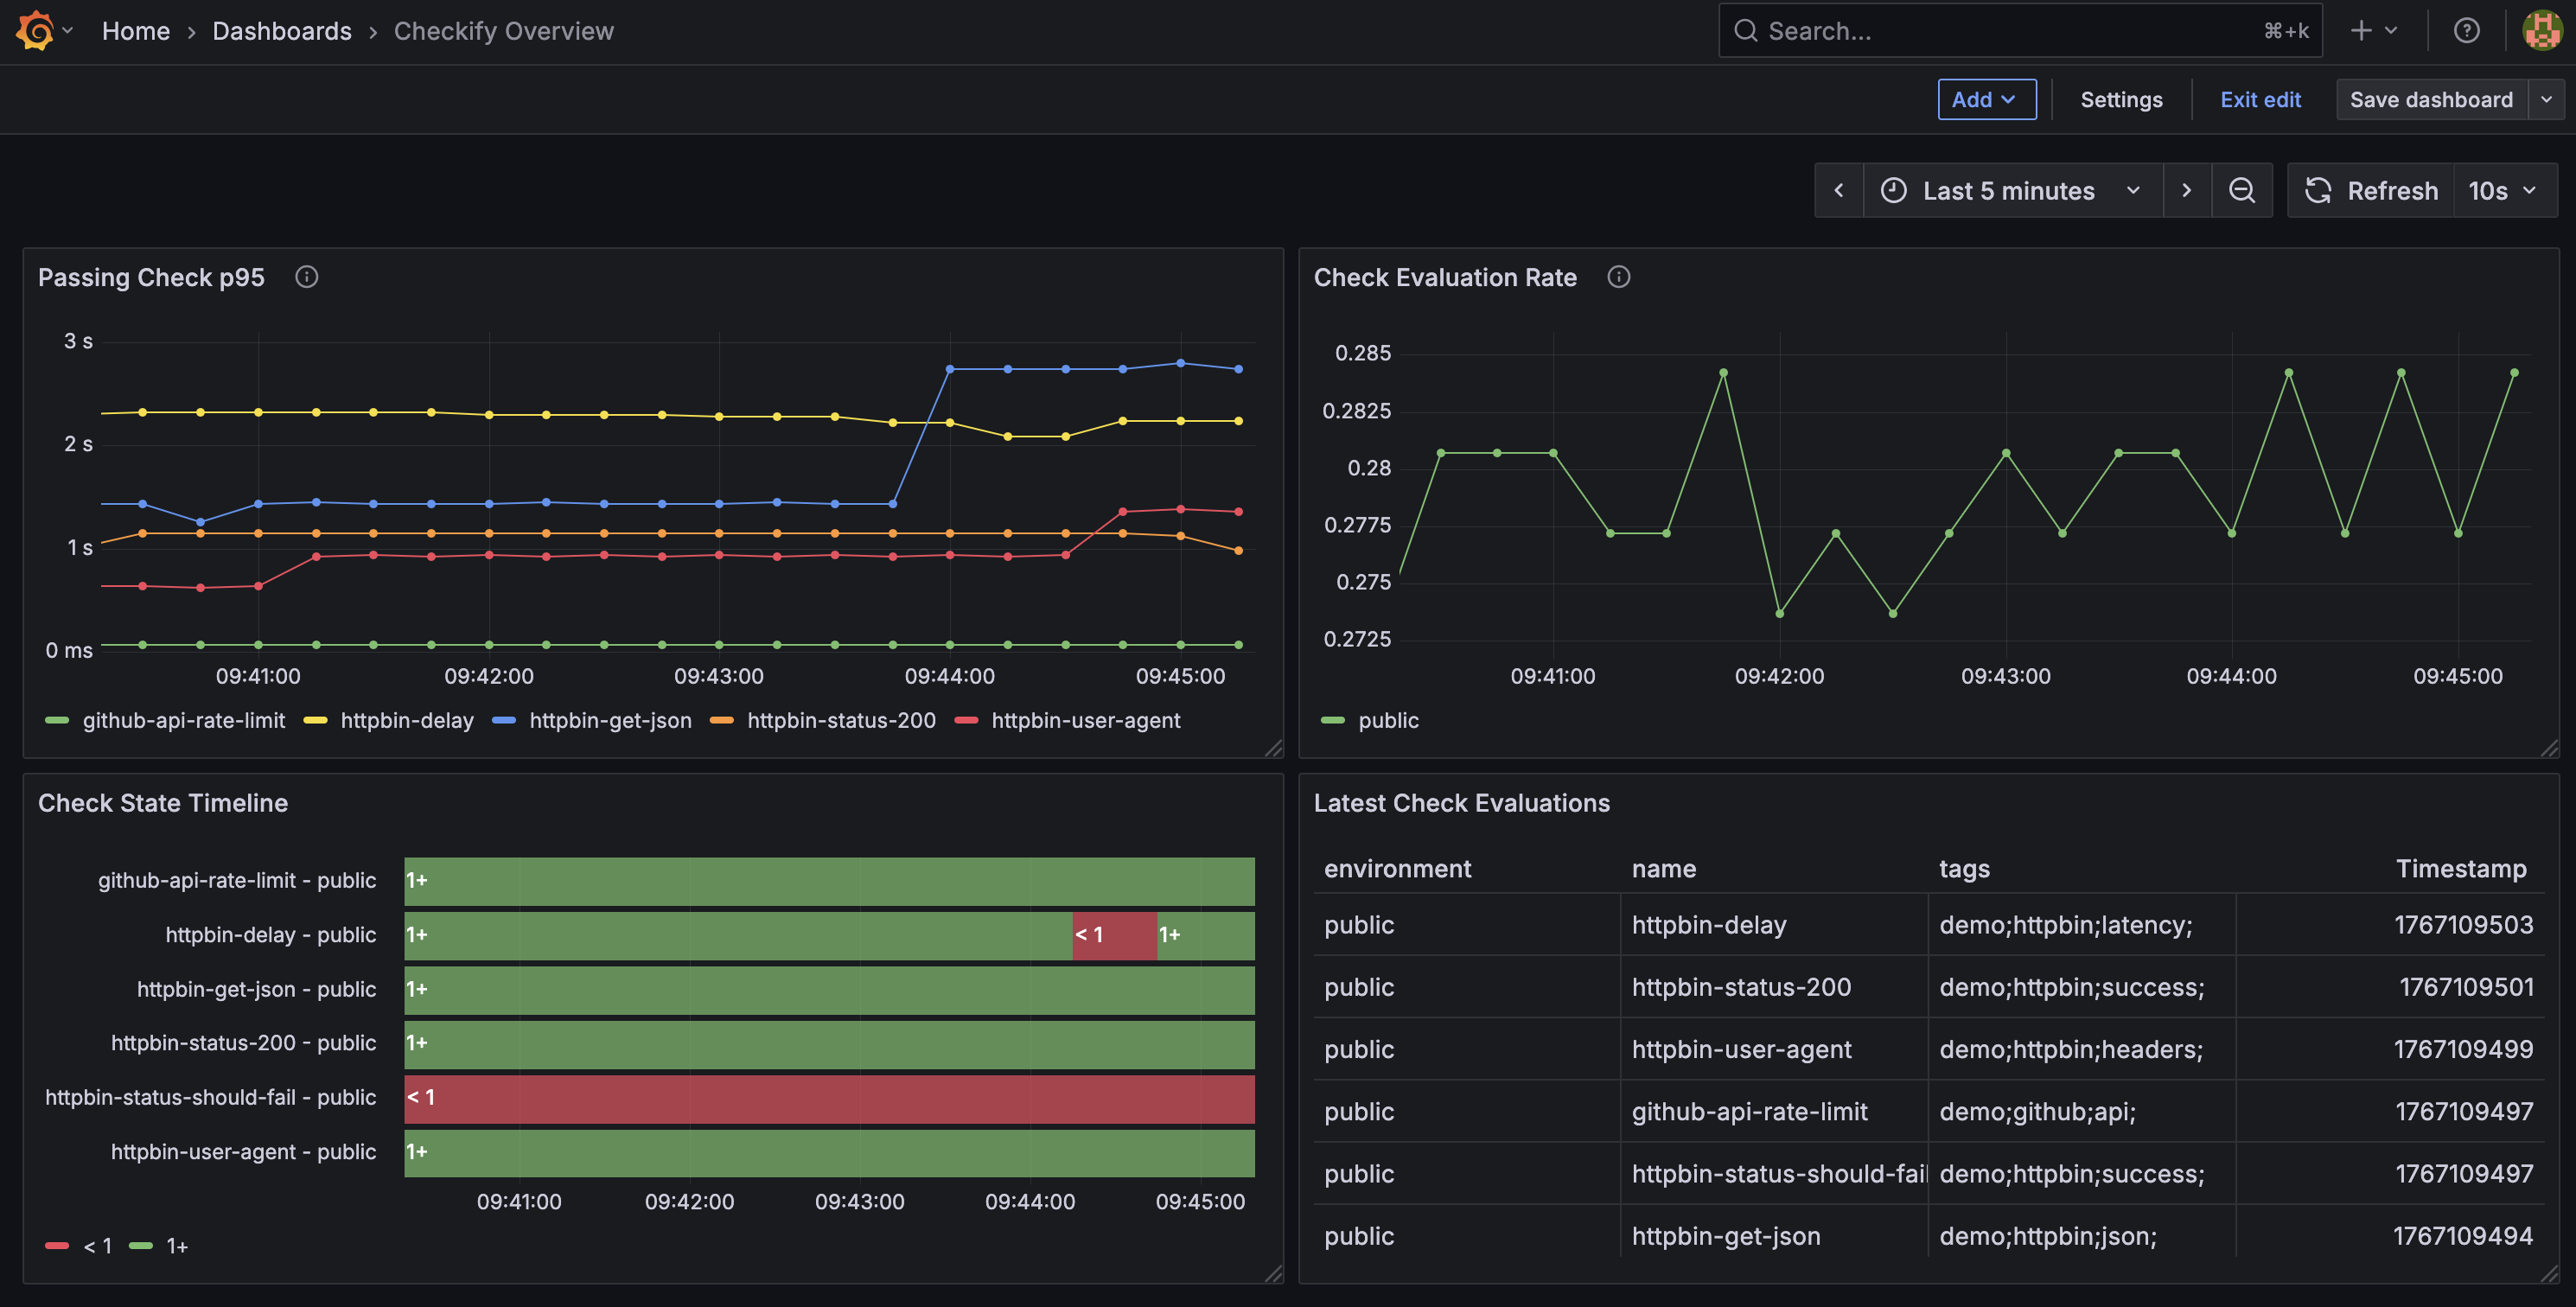 Home › Dashboards › Checkify Overview
Search... ⌘+k
Add Settings Exit edit Save dashboard
Last 5 minutes Refresh 10s
Passing Check p95
3 s
2 s
1 s
0 ms
09:41:00 09:42:00 09:43:00 09:44:00 09:45:00
github-api-rate-limit httpbin-delay httpbin-get-json httpbin-status-200 httpbin-user-agent
Check Evaluation Rate
0.285
0.2825
0.28
0.2775
0.275
0.2725
09:41:00 09:42:00 09:43:00 09:44:00 09:45:00
public
Check State Timeline
github-api-rate-limit - public 1+
httpbin-delay - public 1+ < 1 1+
httpbin-get-json - public 1+
httpbin-status-200 - public 1+
httpbin-status-should-fail - public < 1
httpbin-user-agent - public 1+
09:41:00 09:42:00 09:43:00 09:44:00 09:45:00
< 1 1+
Latest Check Evaluations
environment name tags Timestamp
public httpbin-delay demo;httpbin;latency; 1767109503
public httpbin-status-200 demo;httpbin;success; 1767109501
public httpbin-user-agent demo;httpbin;headers; 1767109499
public github-api-rate-limit demo;github;api; 1767109497
public httpbin-status-should-fail demo;httpbin;success; 1767109497
public httpbin-get-json demo;httpbin;json; 1767109494